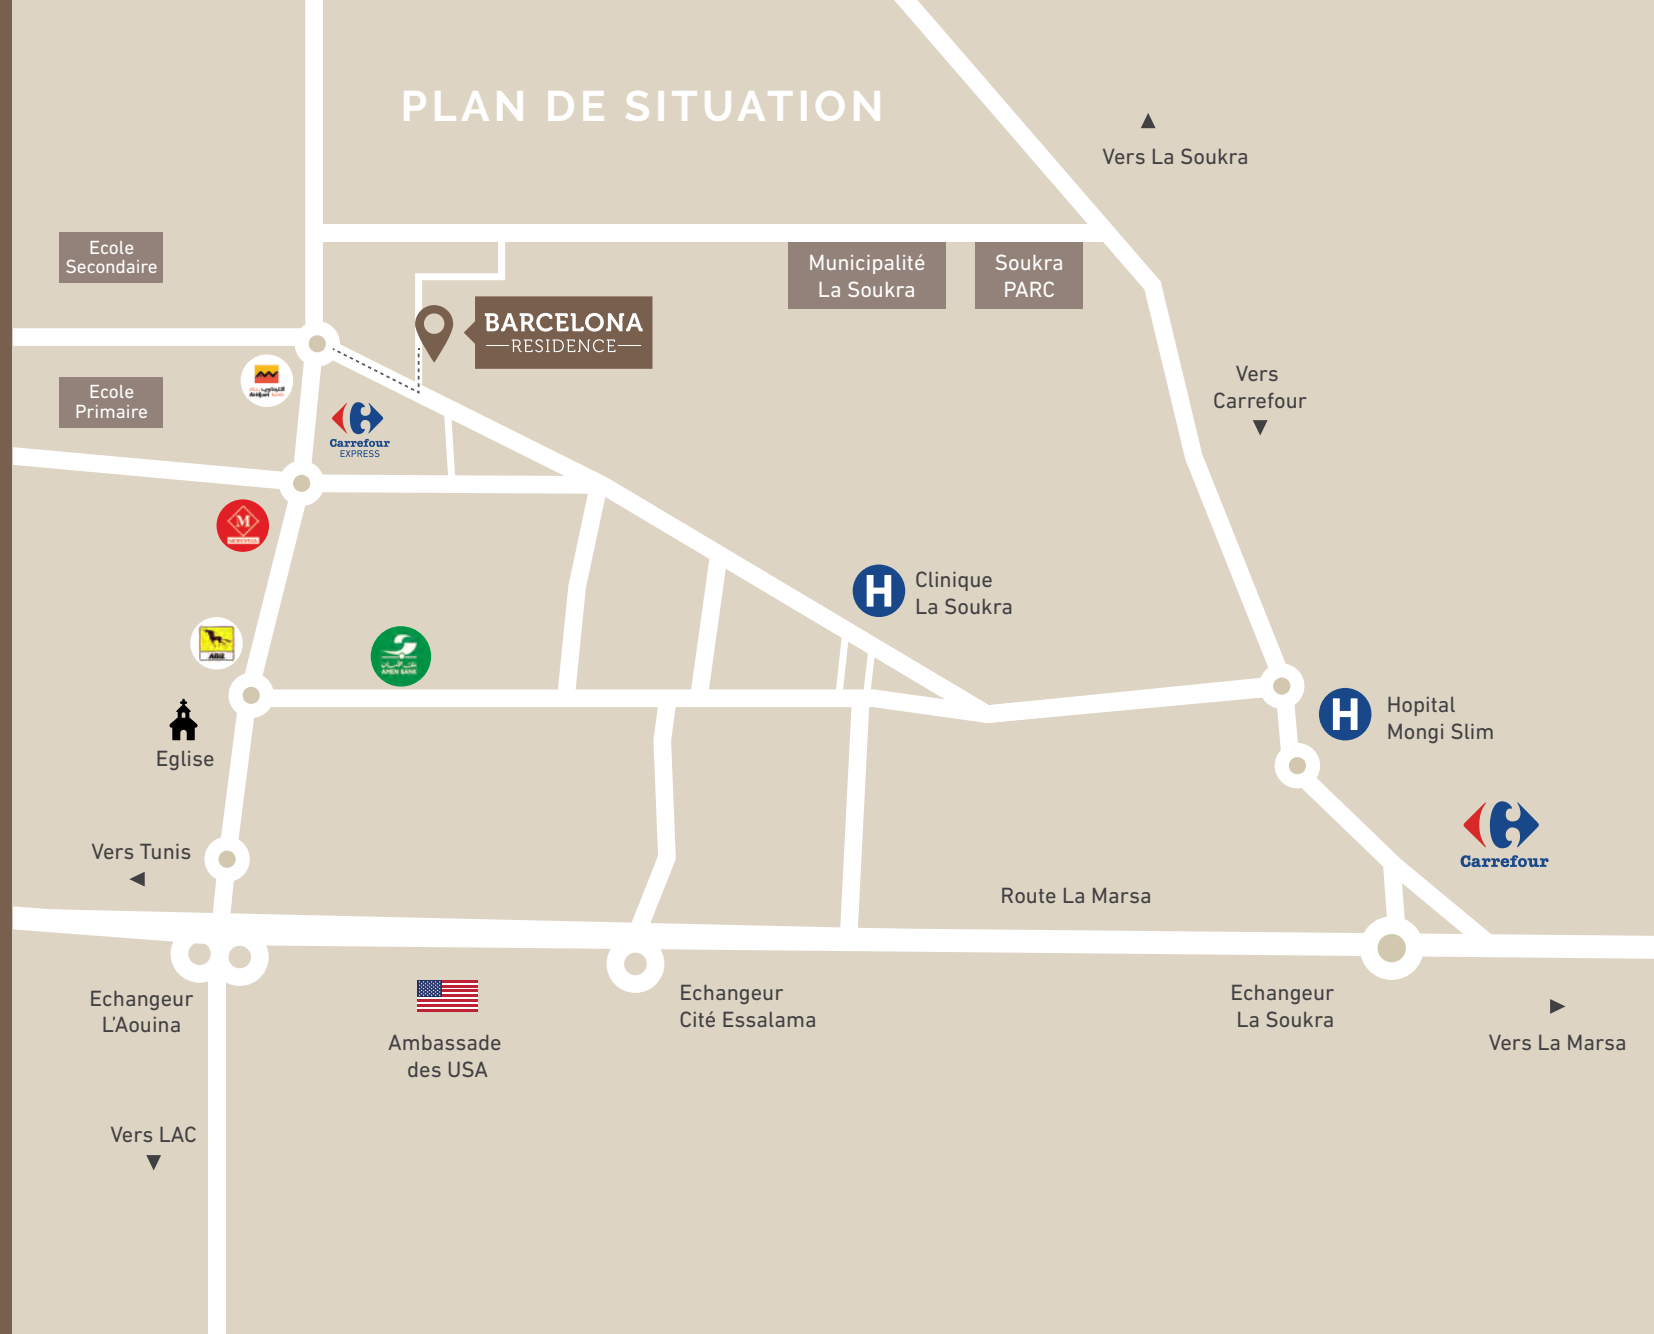 PLAN DE SITUATION
Vers La Soukra
Ecole
Secondaire
Municipalité
La Soukra
Soukra
PARC
BARCELONA
RESIDENCE
Ecole
Primaire
Vers
Carrefour
Carrefour
EXPRESS
M
H
Clinique
La Soukra
AMEN BANK
H
Hopital
Mongi Slim
Eglise
Carrefour
Vers Tunis
Route La Marsa
Echangeur
L'Aouina
Echangeur
Cité Essalama
Echangeur
La Soukra
Ambassade
des USA
Vers La Marsa
Vers LAC